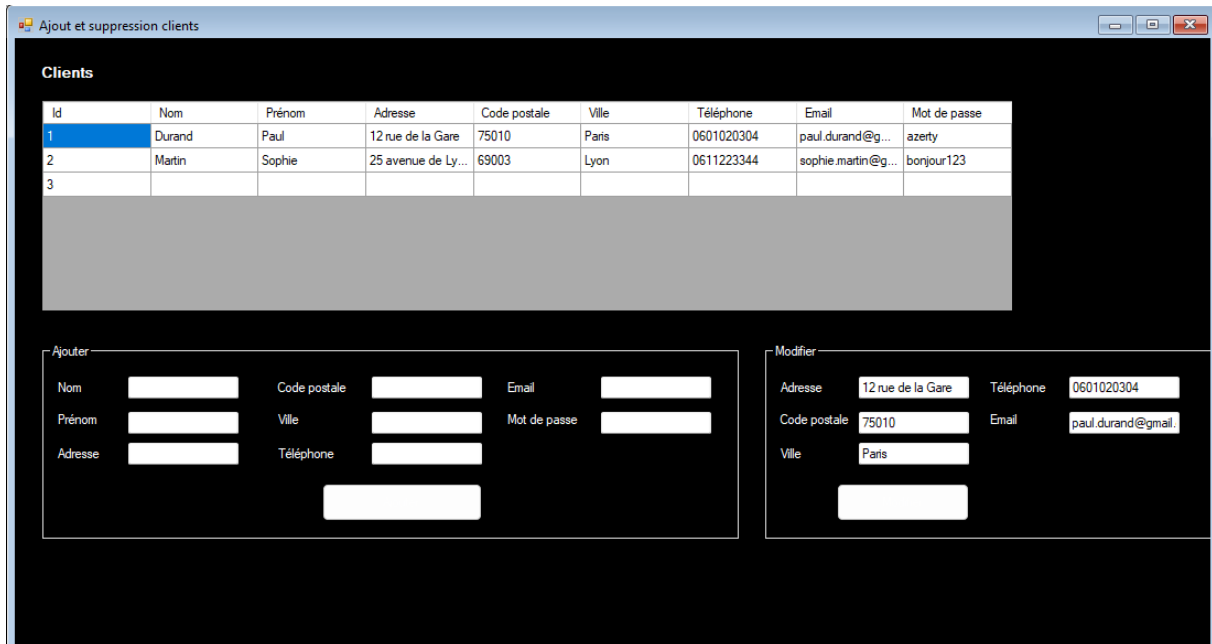 Ajout et suppression clients
Clients
Id Nom Prénom Adresse Code postale Ville Téléphone Email Mot de passe
1 Durand Paul 12 rue de la Gare 75010 Paris 0601020304 paul.durand@g... azerty
2 Martin Sophie 25 avenue de Ly... 69003 Lyon 0611223344 sophie.martin@g... bonjour123
3
Ajouter
Nom Code postale Email
Prénom Ville Mot de passe
Adresse Téléphone
Modifier
Adresse 12 rue de la Gare Téléphone 0601020304
Code postale 75010 Email paul.durand@gmail.
Ville Paris